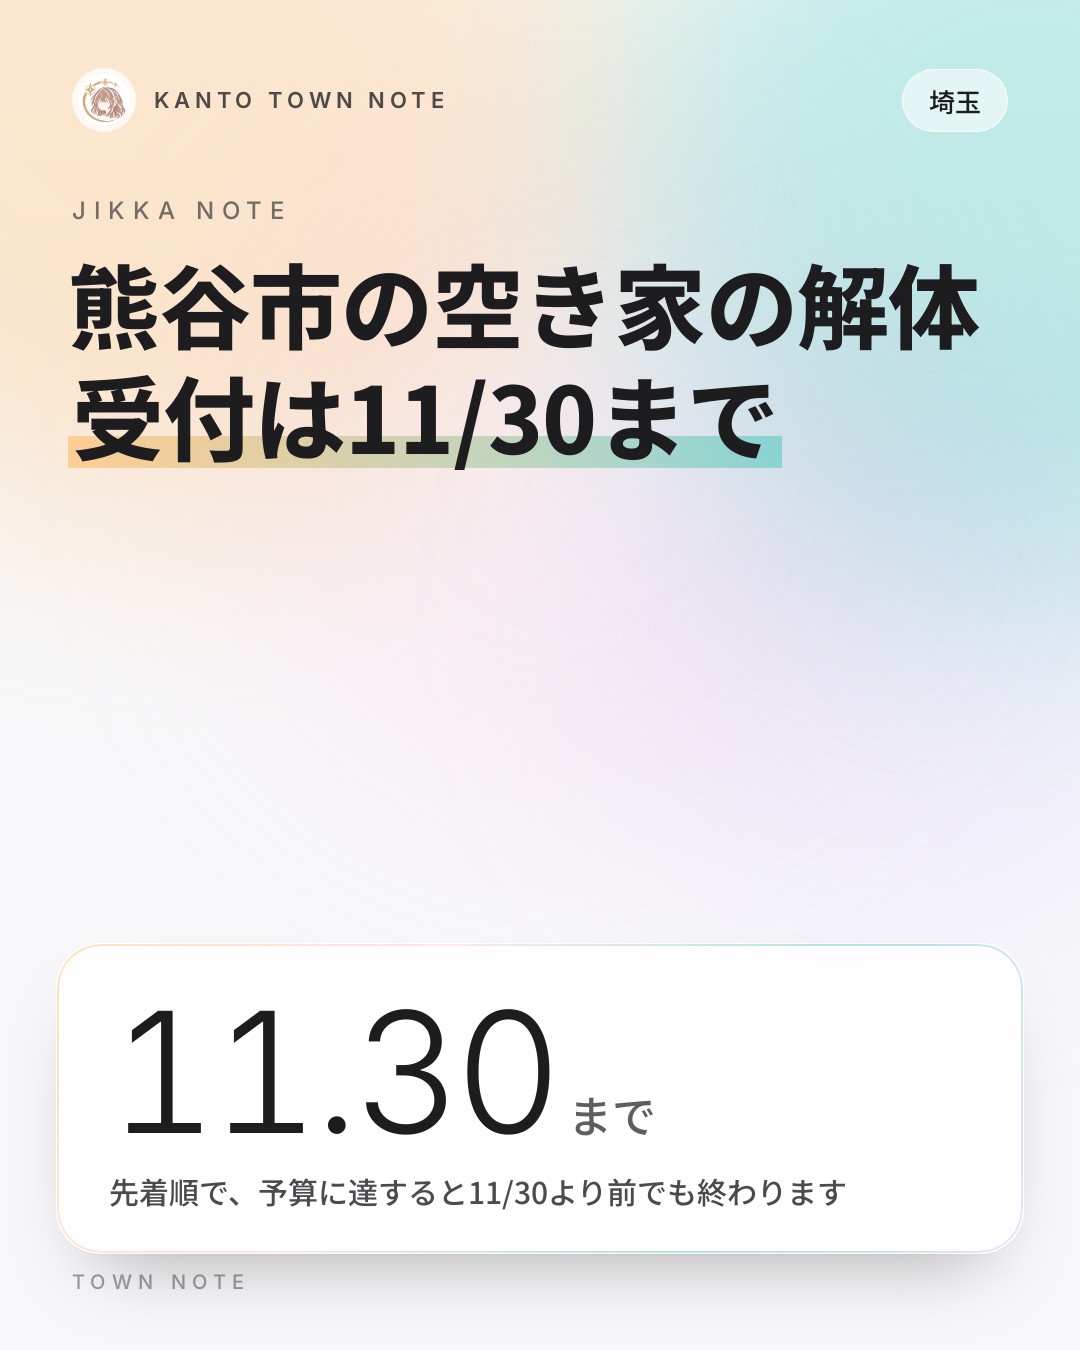 KANTO TOWN NOTE
埼玉
JIKKA NOTE
熊谷市の空き家の解体
受付は11/30まで
11.30 まで
先着順で、予算に達すると11/30より前でも終わります
TOWN NOTE